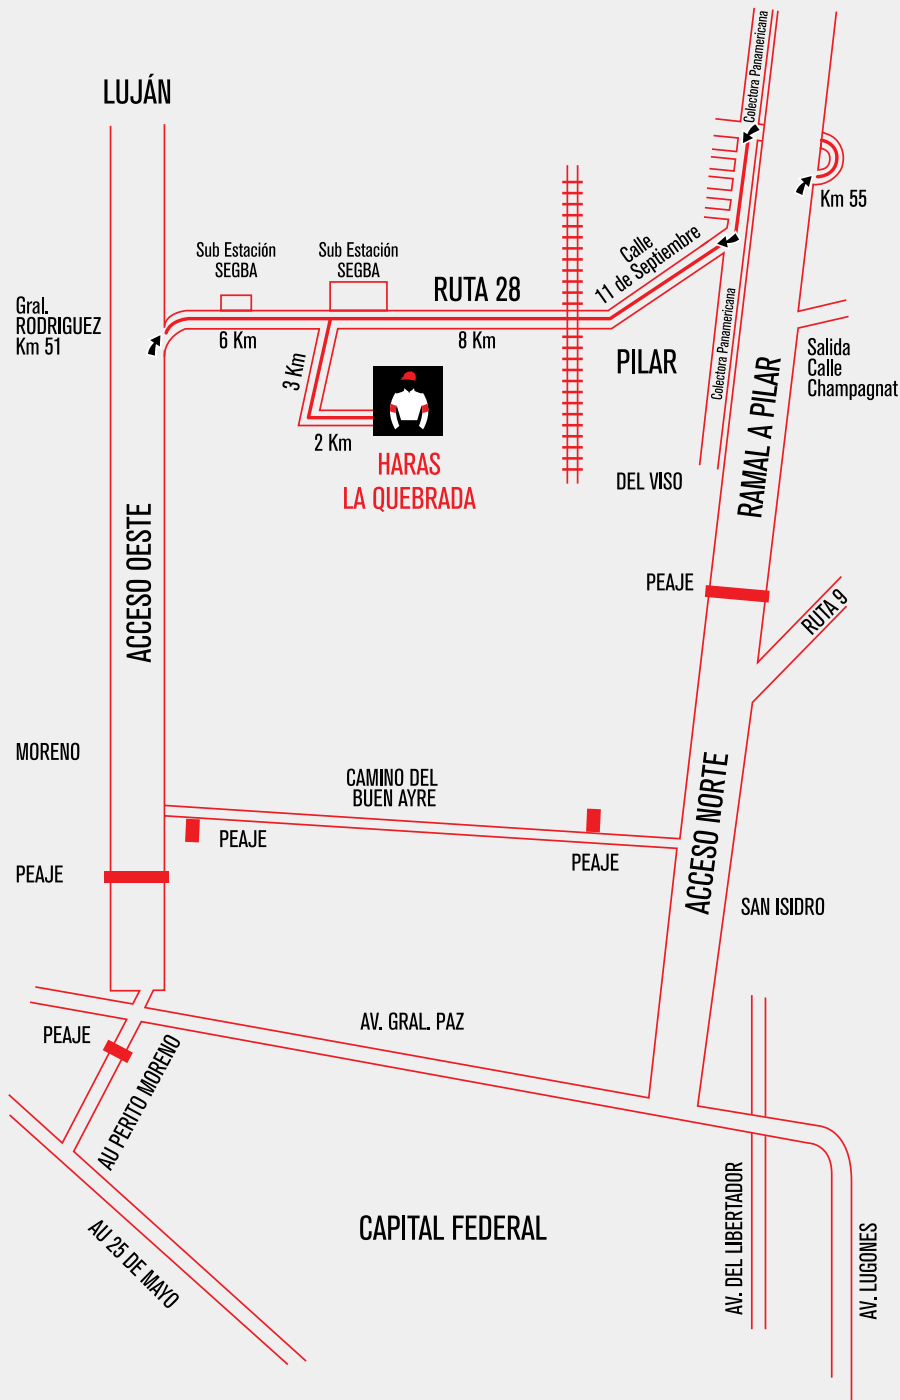 Colectora Panamericana
LUJÁN
Km 55
Sub Estación
SEGBA
Sub Estación
SEGBA
Calle
11 de Septiembre
RUTA 28
Gral.
RODRIGUEZ
Km 51
6 Km
8 Km
3 Km
2 Km
HARAS
LA QUEBRADA
PILAR
Colectora Panamericana
Salida
Calle
Champagnat
RAMAL A PILAR
DEL VISO
ACCESO OESTE
PEAJE
RUTA 9
MORENO
CAMINO DEL
BUEN AYRE
PEAJE
PEAJE
ACCESO NORTE
PEAJE
SAN ISIDRO
AV. GRAL. PAZ
PEAJE
AU PERITO MORENO
AU 25 DE MAYO
CAPITAL FEDERAL
AV. DEL LIBERTADOR
AV. LUGONES